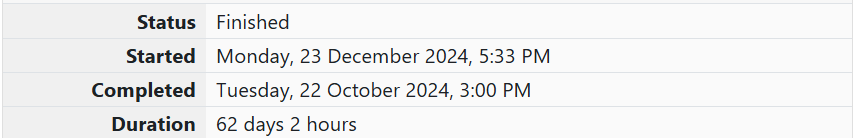 Status Finished
Started Monday, 23 December 2024, 5:33 PM
Completed Tuesday, 22 October 2024, 3:00 PM
Duration 62 days 2 hours